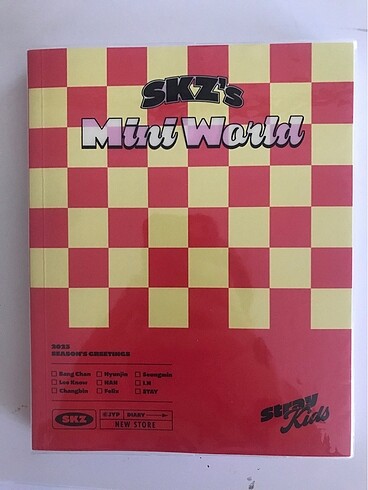 SKZ's
Mini World
2023
SEASON'S GREETINGS
Bang Chan Hyunjin Seungmin
Lee Know HAN I.N
Changbin Felix STAY
SKZ ©JYP DIARY
NEW STORE
Stray
Kids